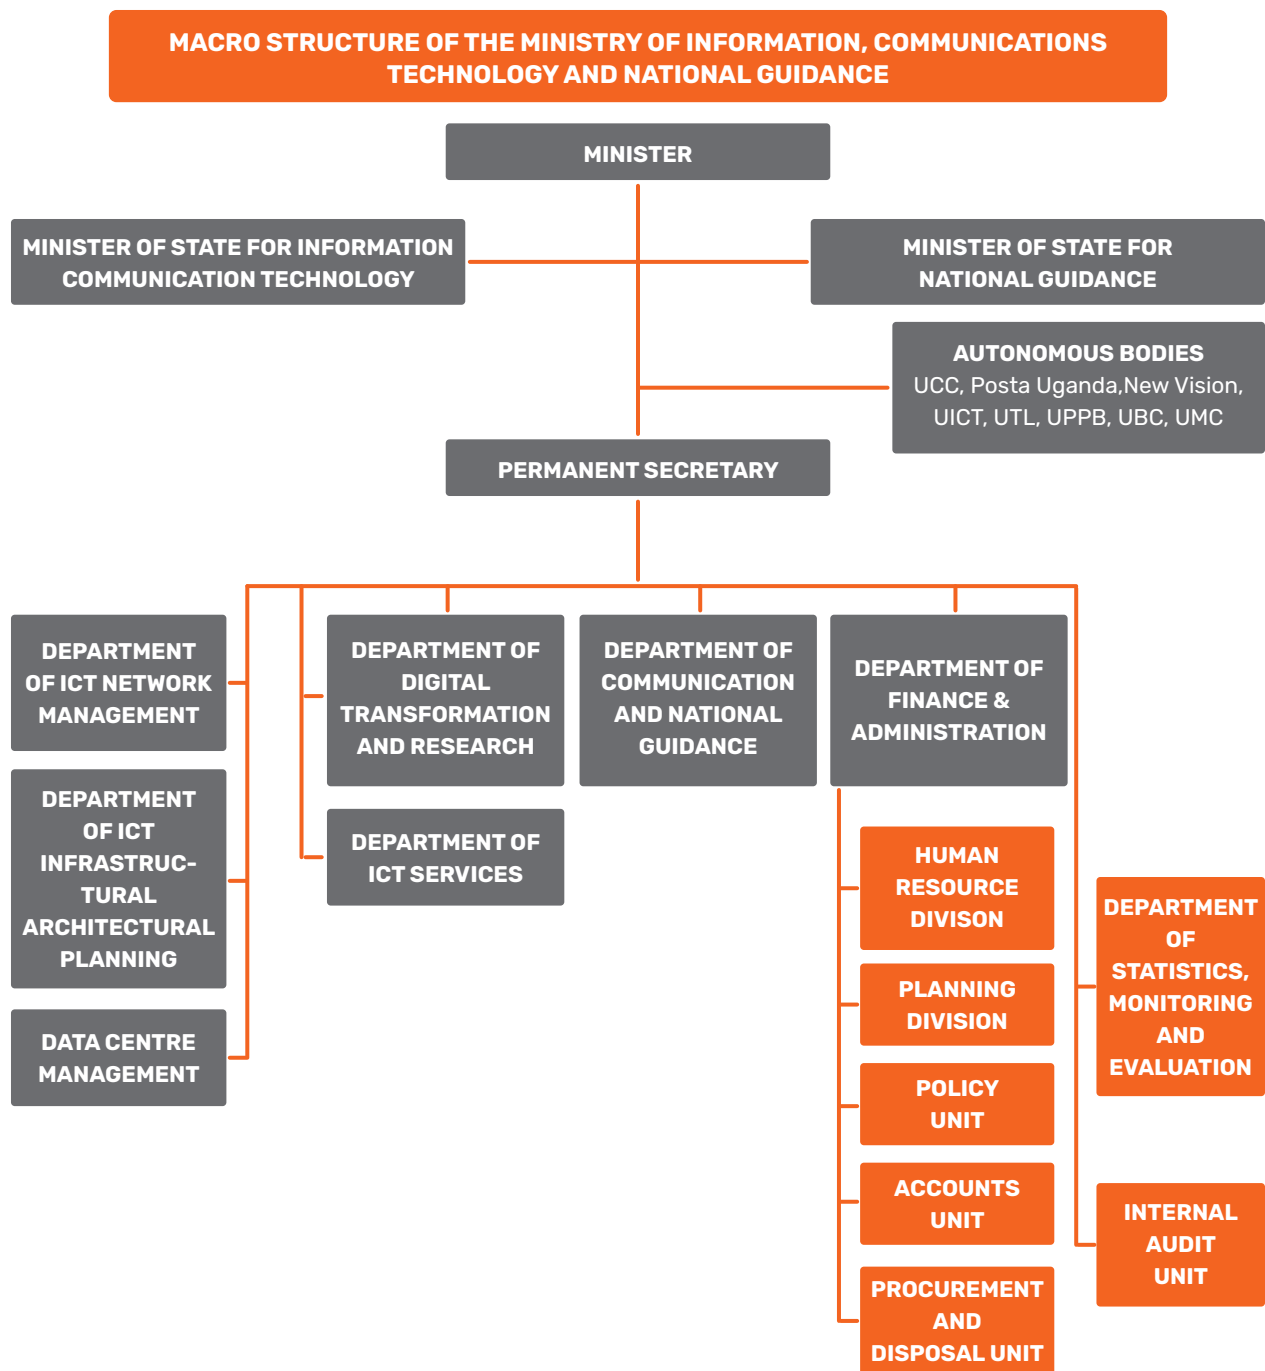 MACRO STRUCTURE OF THE MINISTRY OF INFORMATION, COMMUNICATIONS
TECHNOLOGY AND NATIONAL GUIDANCE
MINISTER
MINISTER OF STATE FOR INFORMATION
COMMUNICATION TECHNOLOGY
MINISTER OF STATE FOR
NATIONAL GUIDANCE
AUTONOMOUS BODIES
UCC, Posta Uganda,New Vision,
UICT, UTL, UPPB, UBC, UMC
PERMANENT SECRETARY
DEPARTMENT
OF ICT NETWORK
MANAGEMENT
DEPARTMENT
OF ICT
INFRASTRUC-
TURAL
ARCHITECTURAL
PLANNING
DATA CENTRE
MANAGEMENT
DEPARTMENT OF
DIGITAL
TRANSFORMATION
AND RESEARCH
DEPARTMENT OF
ICT SERVICES
DEPARTMENT OF
COMMUNICATION
AND NATIONAL
GUIDANCE
DEPARTMENT OF
FINANCE &
ADMINISTRATION
HUMAN
RESOURCE
DIVISON
PLANNING
DIVISION
POLICY
UNIT
ACCOUNTS
UNIT
PROCUREMENT
AND
DISPOSAL UNIT
DEPARTMENT
OF
STATISTICS,
MONITORING
AND
EVALUATION
INTERNAL
AUDIT
UNIT